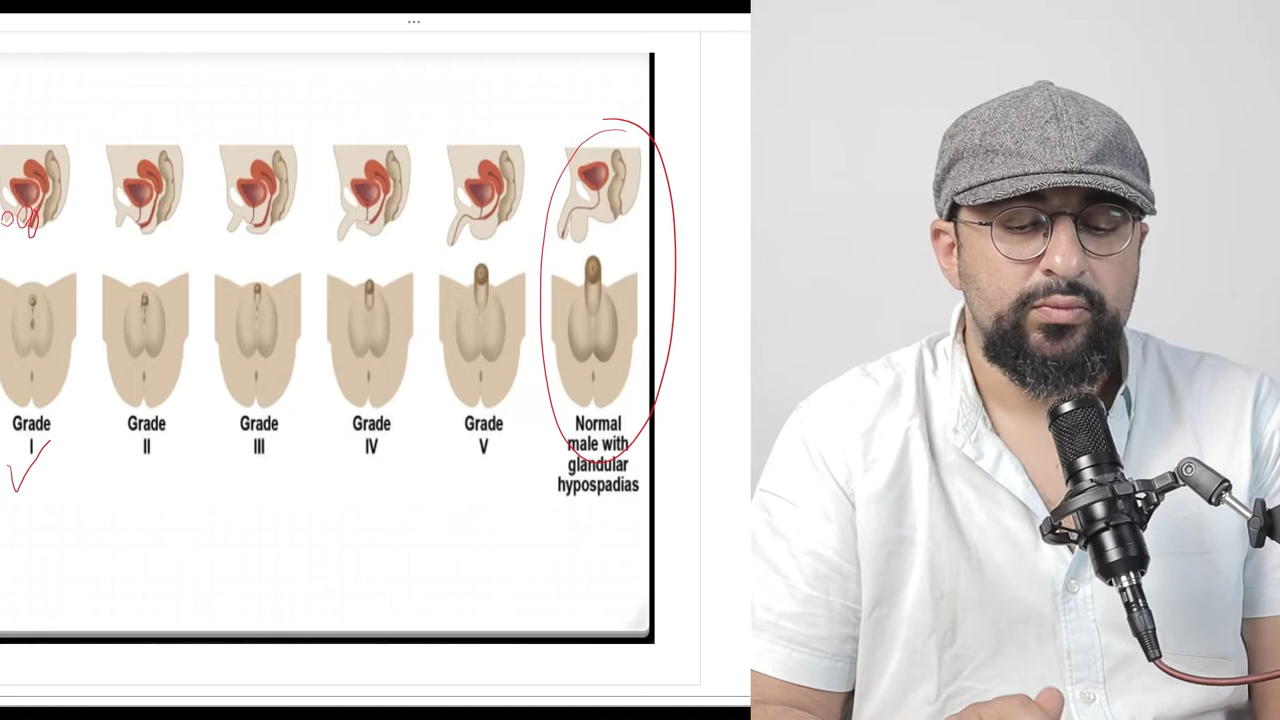 Grade
I
Grade
II
Grade
III
Grade
IV
Grade
V
Normal
male with
glandular
hypospadias